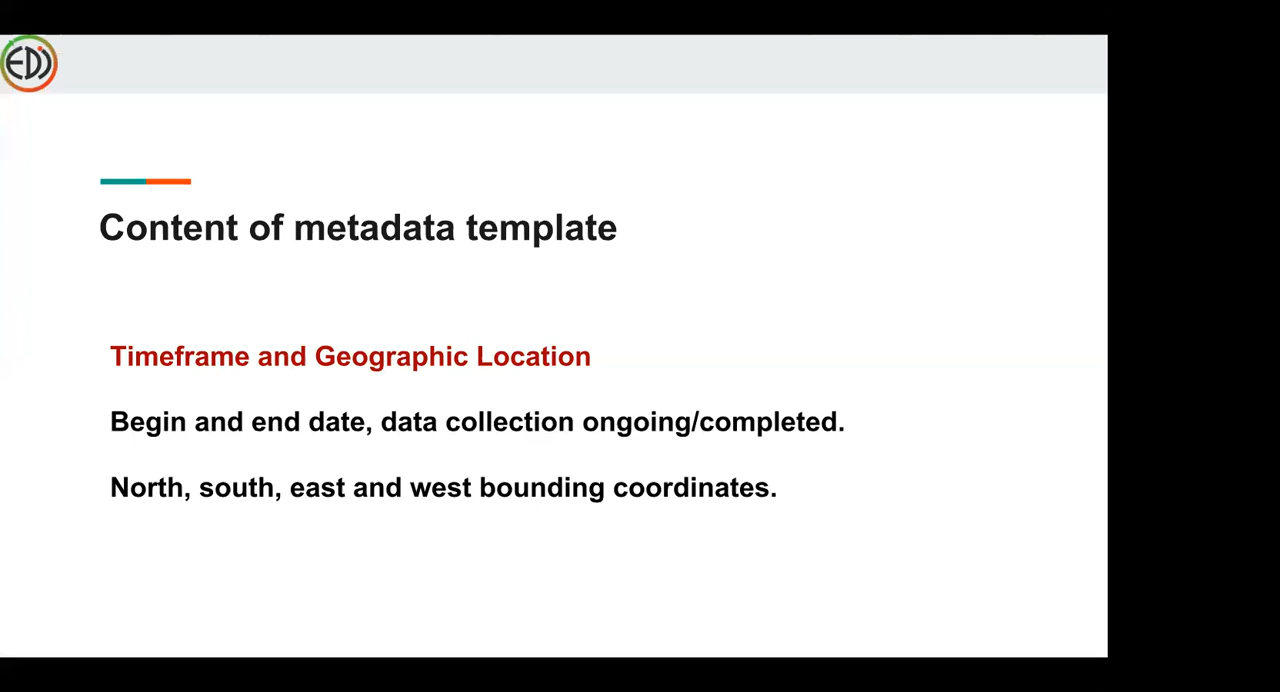 EDI
Content of metadata template
Timeframe and Geographic Location
Begin and end date, data collection ongoing/completed.
North, south, east and west bounding coordinates.